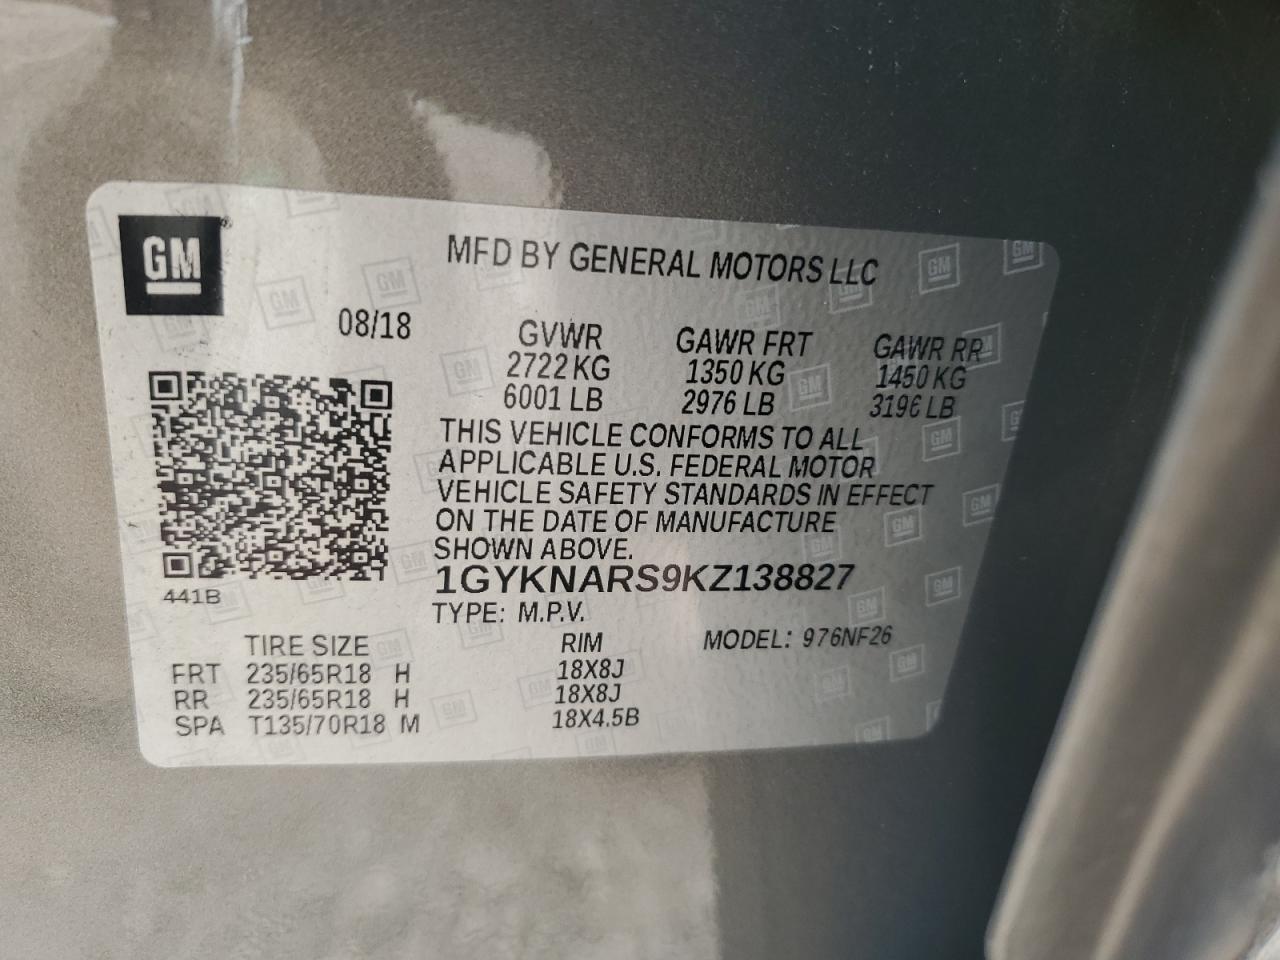 GM
MFD BY GENERAL MOTORS LLC
08/18
GVWR GAWR FRT GAWR RR
2722 KG 1350 KG 1450 KG
6001 LB 2976 LB 3196 LB
THIS VEHICLE CONFORMS TO ALL
APPLICABLE U.S. FEDERAL MOTOR
VEHICLE SAFETY STANDARDS IN EFFECT
ON THE DATE OF MANUFACTURE
SHOWN ABOVE.
1GYKNARS9KZ138827
441B
TYPE: M.P.V.
TIRE SIZE RIM MODEL: 976NF26
FRT 235/65R18 H 18X8J
RR 235/65R18 H 18X8J
SPA T135/70R18 M 18X4.5B